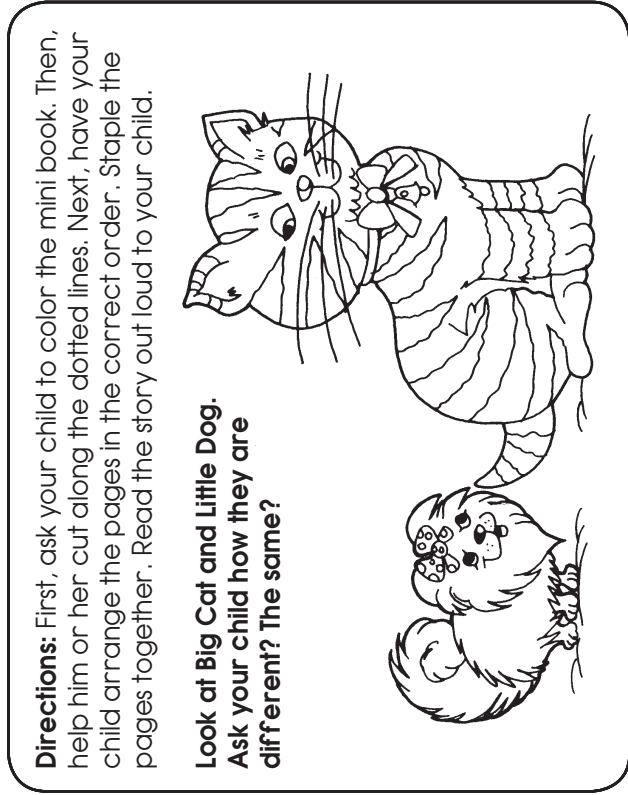 Directions: First, ask your child to color the mini book. Then,
help him or her cut along the dotted lines. Next, have your
child arrange the pages in the correct order. Staple the
pages together. Read the story out loud to your child.
Look at Big Cat and Little Dog.
Ask your child how they are
different? The same?